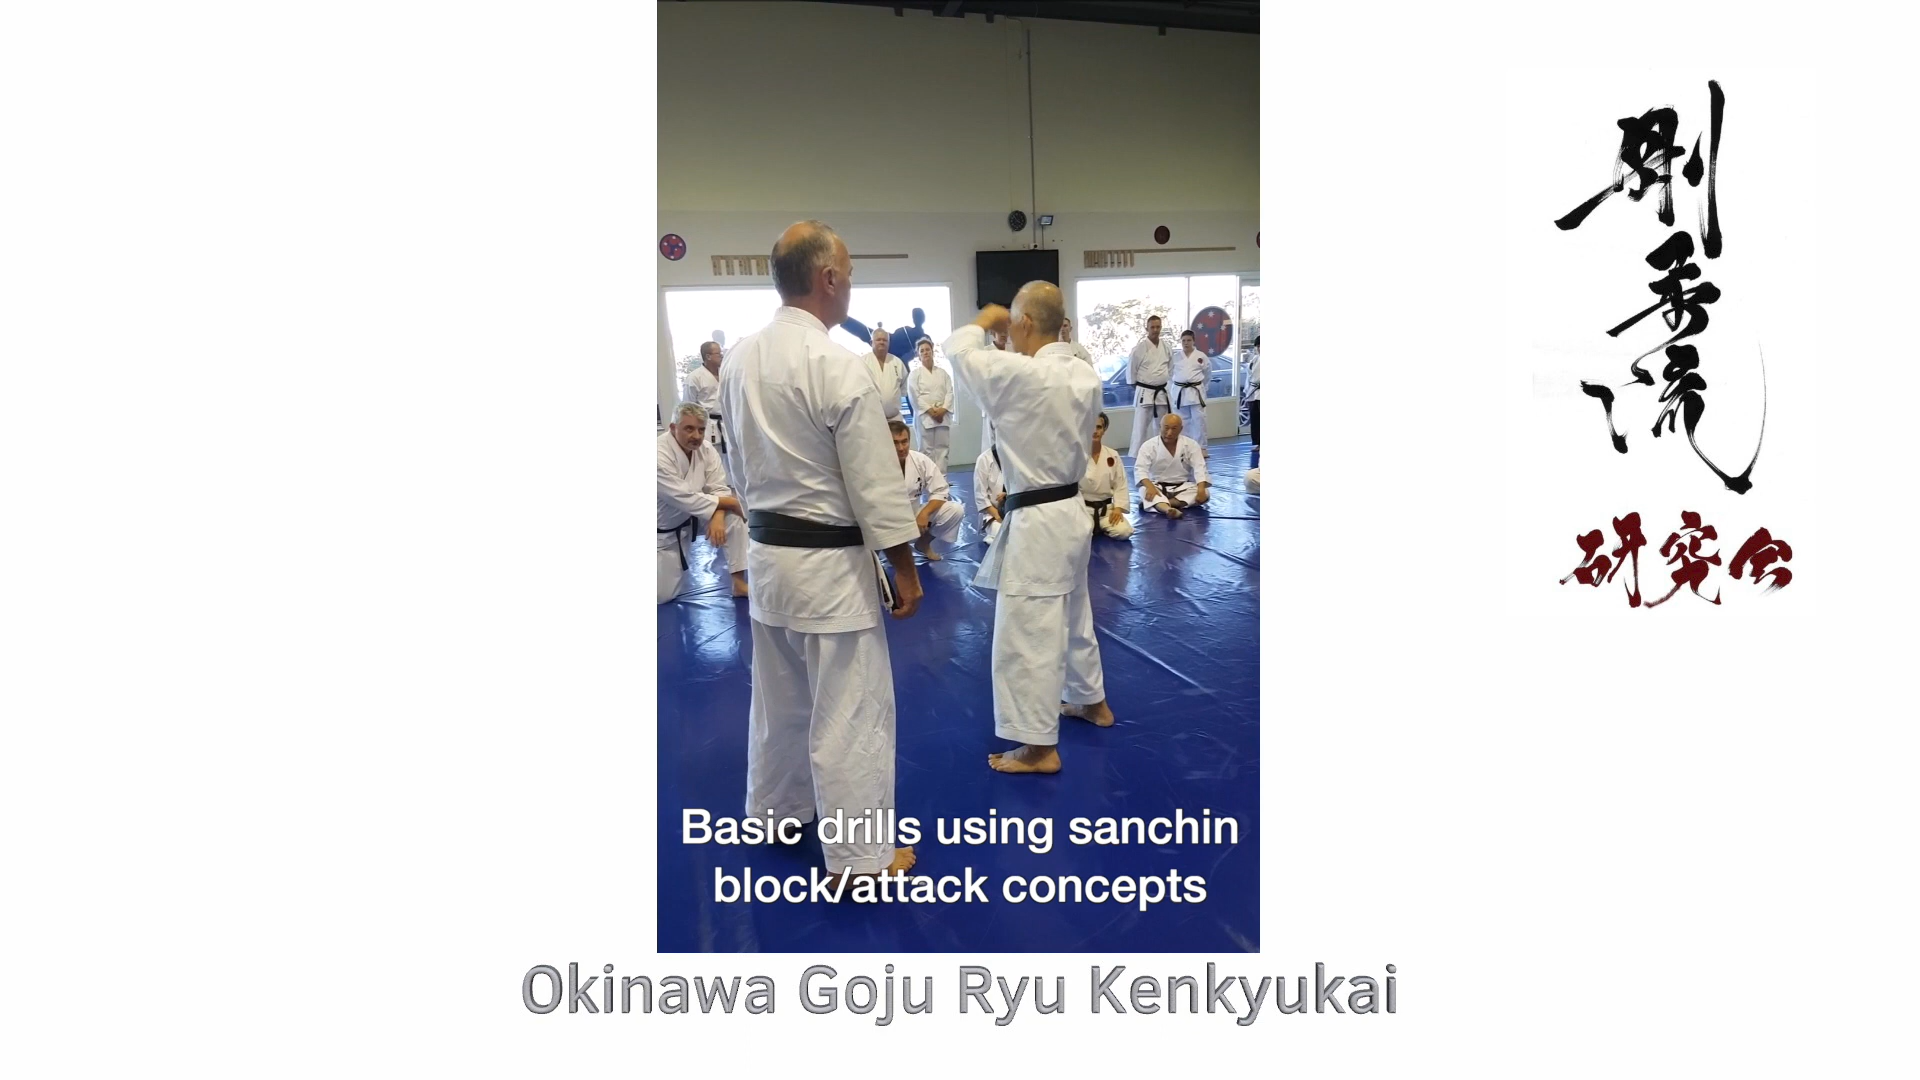 剛柔流
研究会
Basic drills using sanchin
block/attack concepts
Okinawa Goju Ryu Kenkyukai